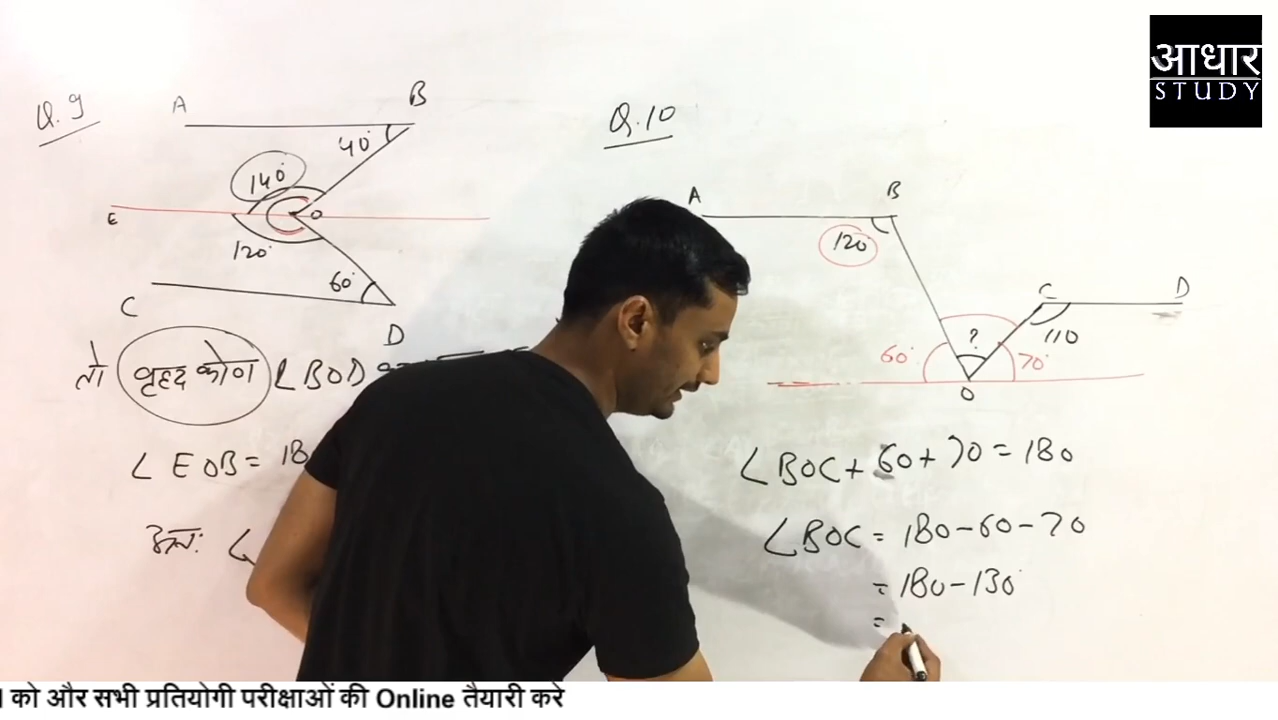 आधार
STUDY
Q. 9
A B
40°
140°
E O
120°
60°
C D
तो वृहद कोण ∠BOD
∠EOB = 18
अतः ∠
Q. 10
A B
120°
C D
110
?
60° 70°
O
∠BOC + 60 + 70 = 180
∠BOC = 180 - 60 - 70
= 180 - 130
=
को और सभी प्रतियोगी परीक्षाओं की Online तैयारी करे